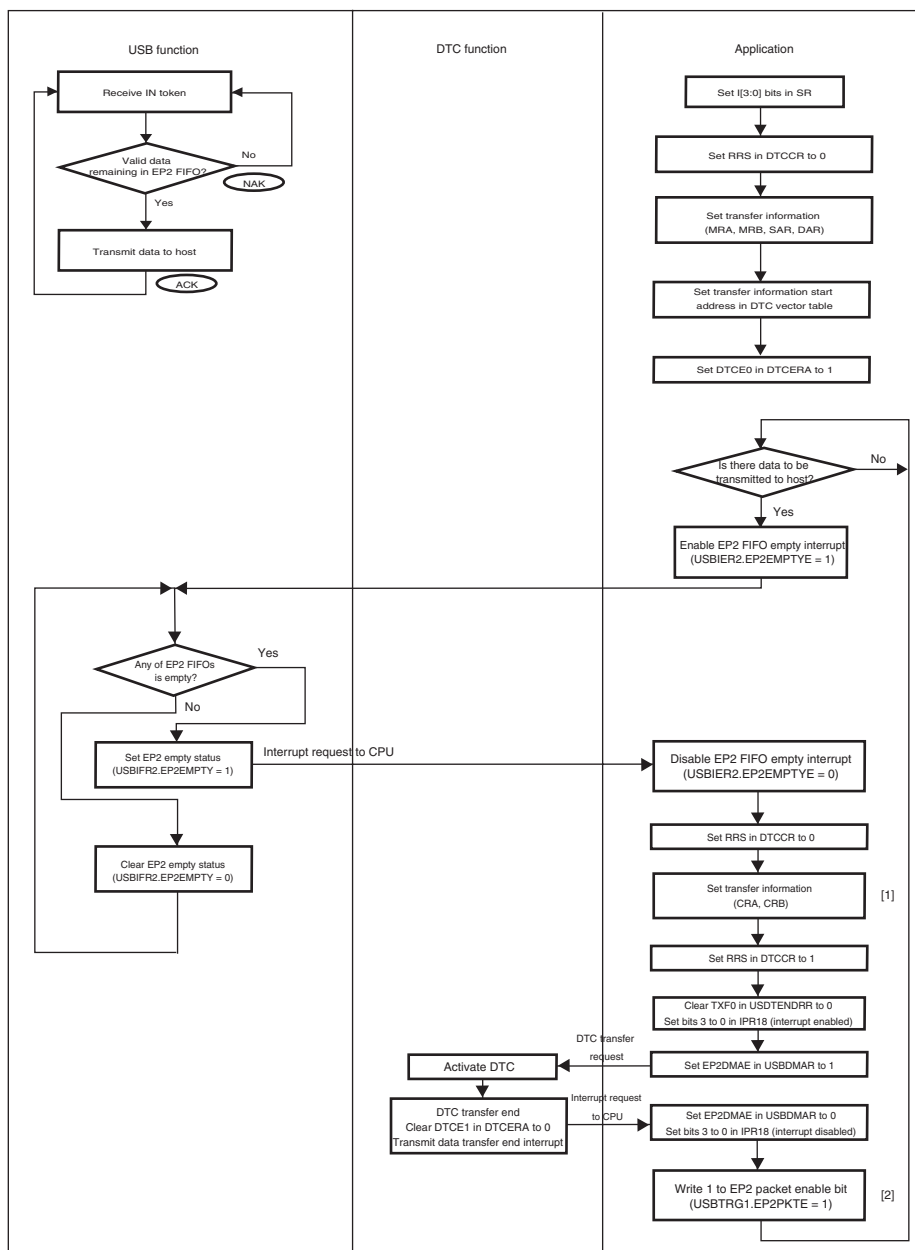 USB function
DTC function
Application
Receive IN token
Valid data
remaining in EP2 FIFO?
No
NAK
Yes
Transmit data to host
ACK
Set I[3:0] bits in SR
Set RRS in DTCCR to 0
Set transfer information
(MRA, MRB, SAR, DAR)
Set transfer information start
address in DTC vector table
Set DTCE0 in DTCERA to 1
Is there data to be
transmitted to host?
No
Yes
Enable EP2 FIFO empty interrupt
(USBIER2.EP2EMPTYE = 1)
Any of EP2 FIFOs
is empty?
Yes
No
Set EP2 empty status
(USBIFR2.EP2EMPTY = 1)
Interrupt request to CPU
Disable EP2 FIFO empty interrupt
(USBIER2.EP2EMPTYE = 0)
Clear EP2 empty status
(USBIFR2.EP2EMPTY = 0)
Set RRS in DTCCR to 0
Set transfer information
(CRA, CRB)
[1]
Set RRS in DTCCR to 1
Clear TXF0 in USDTENDRR to 0
Set bits 3 to 0 in IPR18 (interrupt enabled)
DTC transfer
request
Set EP2DMAE in USBDMAR to 1
Activate DTC
DTC transfer end
Clear DTCE1 in DTCERA to 0
Transmit data transfer end interrupt
Interrupt request
to CPU
Set EP2DMAE in USBDMAR to 0
Set bits 3 to 0 in IPR18 (interrupt disabled)
Write 1 to EP2 packet enable bit
(USBTRG1.EP2PKTE = 1)
[2]